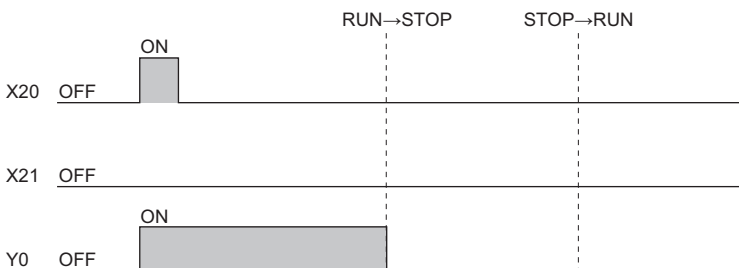 RUN→STOP STOP→RUN
ON
X20 OFF
X21 OFF
ON
Y0 OFF